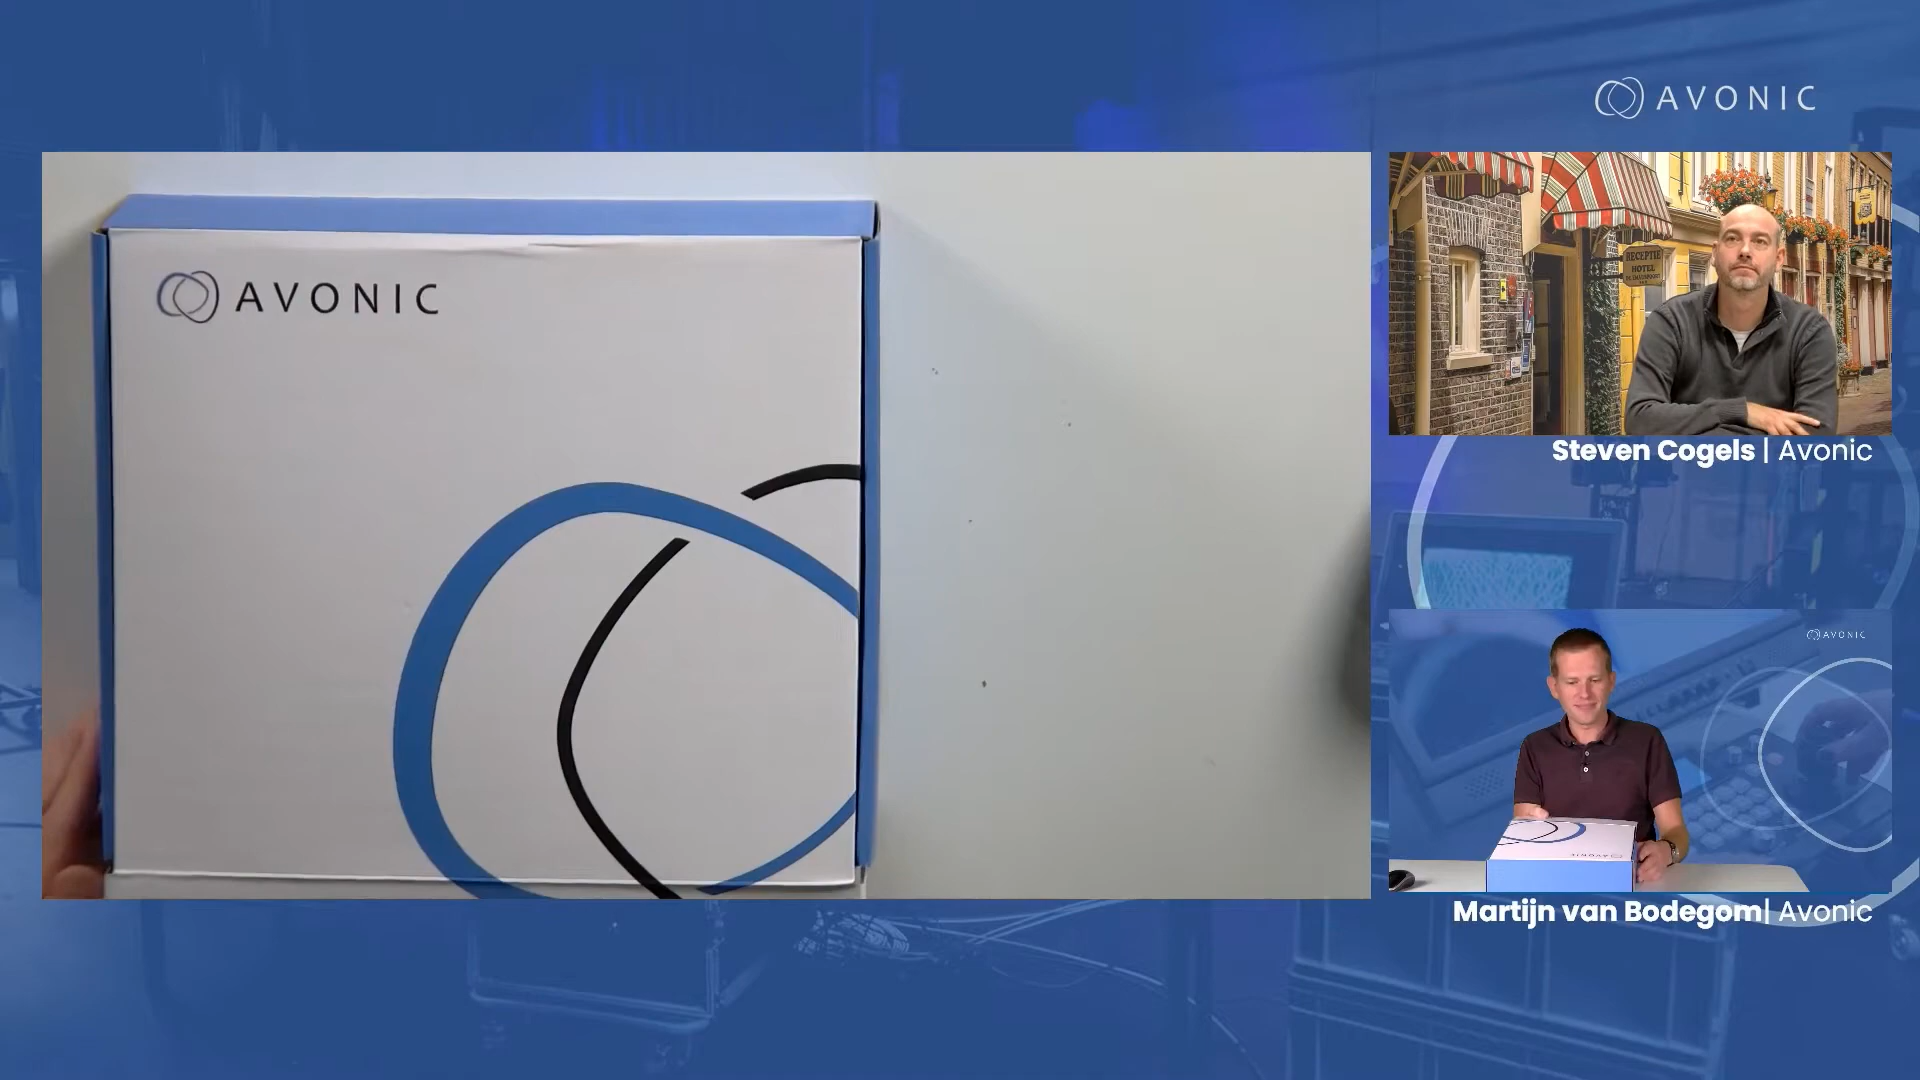 AVONIC
AVONIC
RECEPTIE
HOTEL
Steven Cogels | Avonic
AVONIC
Martijn van Bodegom| Avonic